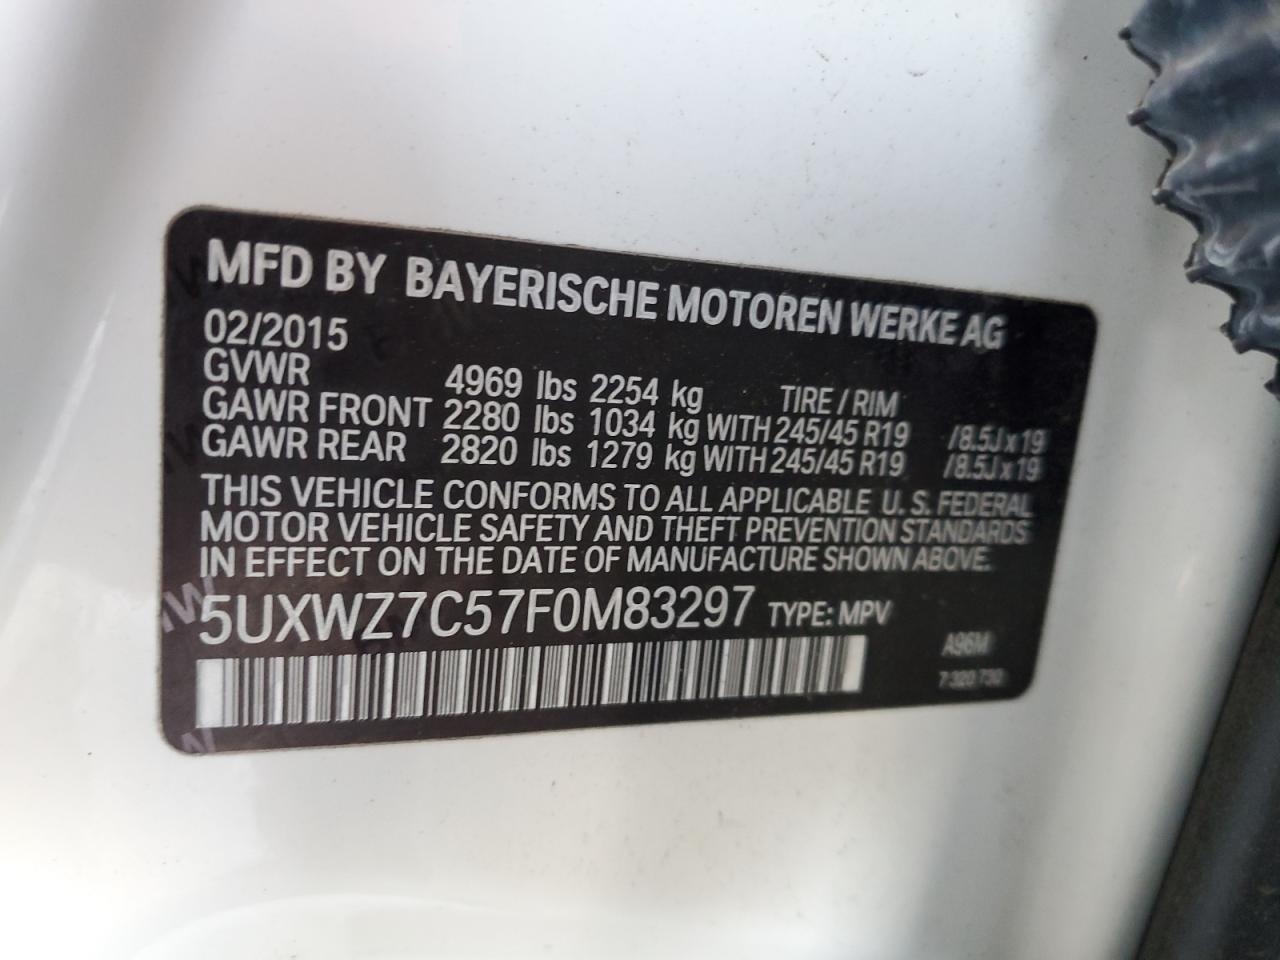 MFD BY BAYERISCHE MOTOREN WERKE AG
02/2015
GVWR 4969 lbs 2254 kg TIRE / RIM
GAWR FRONT 2280 lbs 1034 kg WITH 245/45 R19 /8.5J x 19
GAWR REAR 2820 lbs 1279 kg WITH 245/45 R19 /8.5J x 19
THIS VEHICLE CONFORMS TO ALL APPLICABLE U. S. FEDERAL
MOTOR VEHICLE SAFETY AND THEFT PREVENTION STANDARDS
IN EFFECT ON THE DATE OF MANUFACTURE SHOWN ABOVE.
5UXWZ7C57F0M83297 TYPE: MPV
A96M
7 320 730